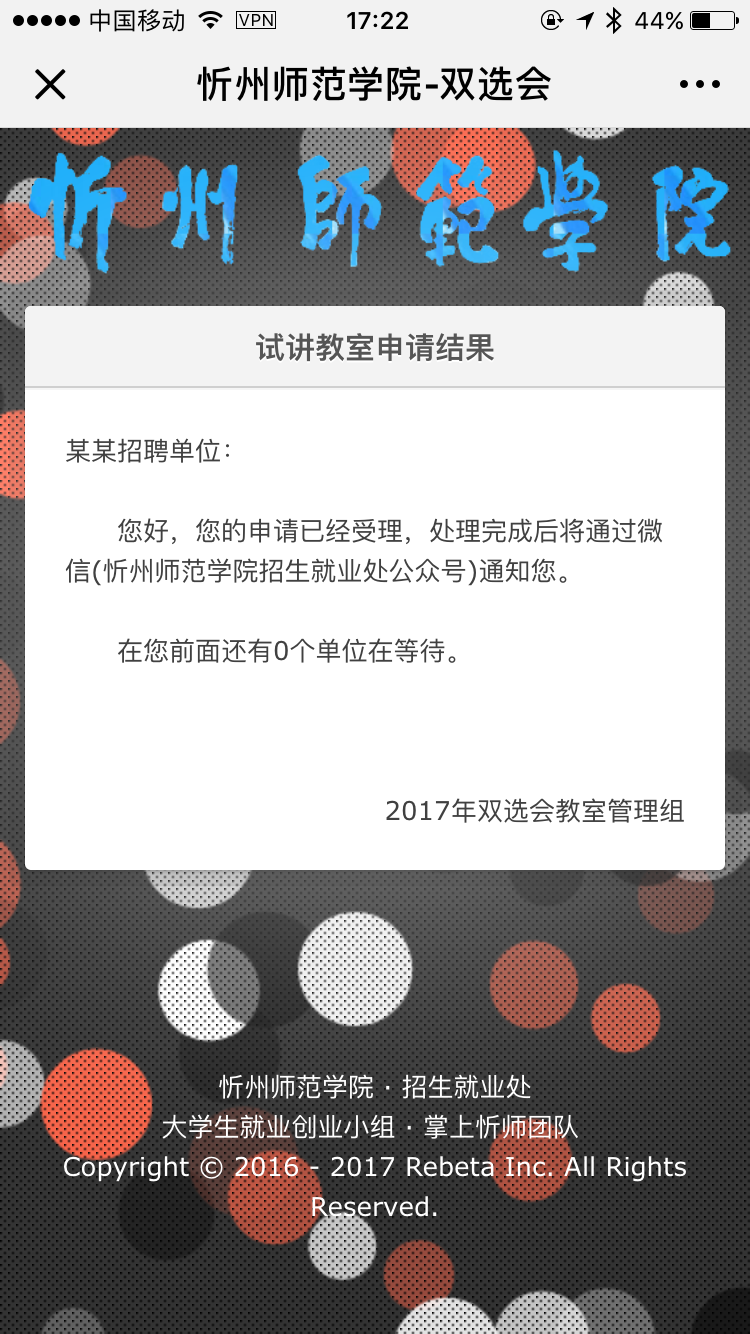 中国移动 VPN 17:22 44%
忻州师范学院-双选会
忻州師範学院
试讲教室申请结果
某某招聘单位：
您好，您的申请已经受理，处理完成后将通过微
信(忻州师范学院招生就业处公众号)通知您。
在您前面还有0个单位在等待。
2017年双选会教室管理组
忻州师范学院 · 招生就业处
大学生就业创业小组 · 掌上忻师团队
Copyright © 2016 - 2017 Rebeta Inc. All Rights
Reserved.